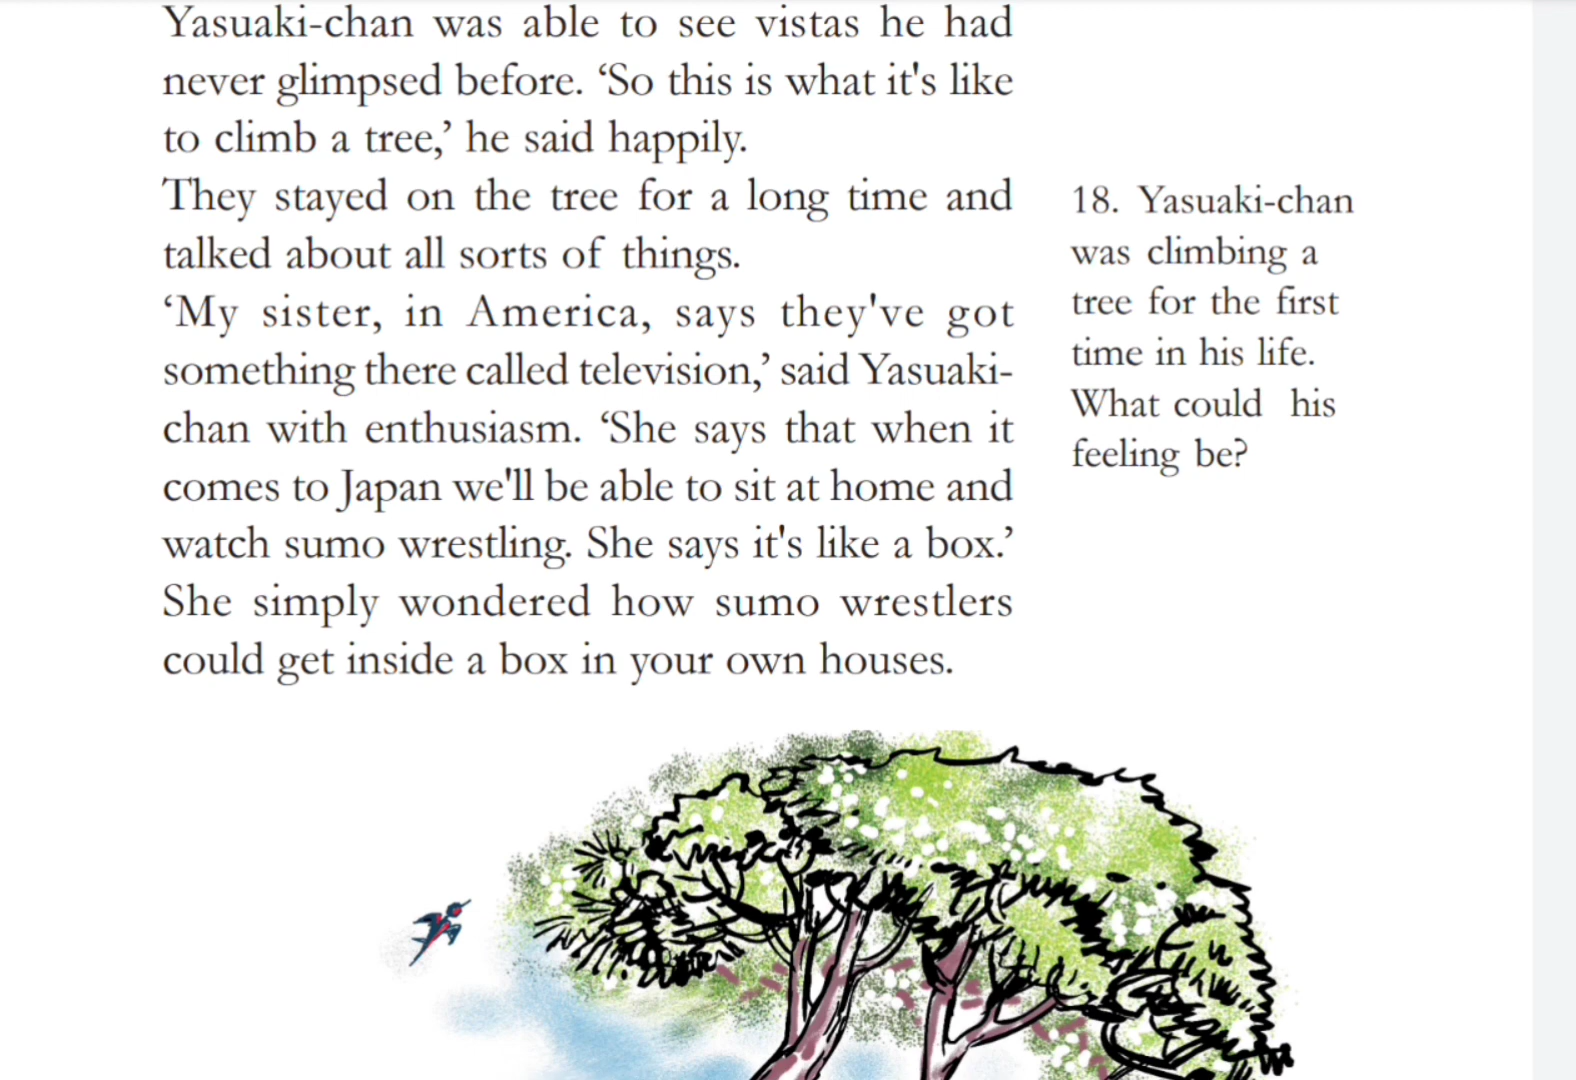 Yasuaki-chan was able to see vistas he had
never glimpsed before. ‘So this is what it's like
to climb a tree,’ he said happily.
They stayed on the tree for a long time and
talked about all sorts of things.
‘My sister, in America, says they've got
something there called television,’ said Yasuaki-
chan with enthusiasm. ‘She says that when it
comes to Japan we'll be able to sit at home and
watch sumo wrestling. She says it's like a box.’
She simply wondered how sumo wrestlers
could get inside a box in your own houses.
18. Yasuaki-chan
was climbing a
tree for the first
time in his life.
What could his
feeling be?